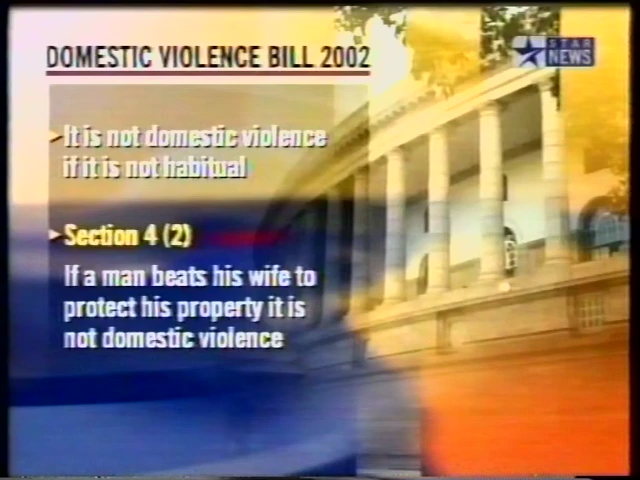 DOMESTIC VIOLENCE BILL 2002
STAR
NEWS
It is not domestic violence
if it is not habitual
Section 4 (2)
If a man beats his wife to
protect his property it is
not domestic violence